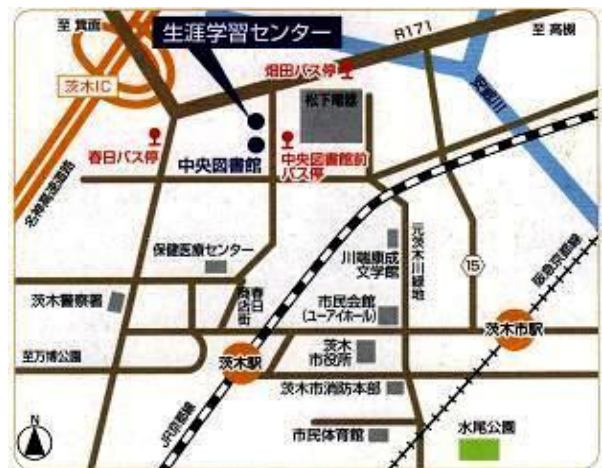 至 箕面
生涯学習センター
R171
至 高槻
茨木IC
畑田バス停
松下電器
安威川
春日バス停
中央図書館
中央図書館前
バス停
名神高速道路
保健医療センター
川端康成
文学館
元茨木川緑地
15
阪急京都線
茨木警察署
春日
商店街
市民会館
(ユーアイホール)
茨木市駅
至万博公園
茨木駅
茨木
市役所
茨木市消防本部
N
JR京都線
市民体育館
水尾公園